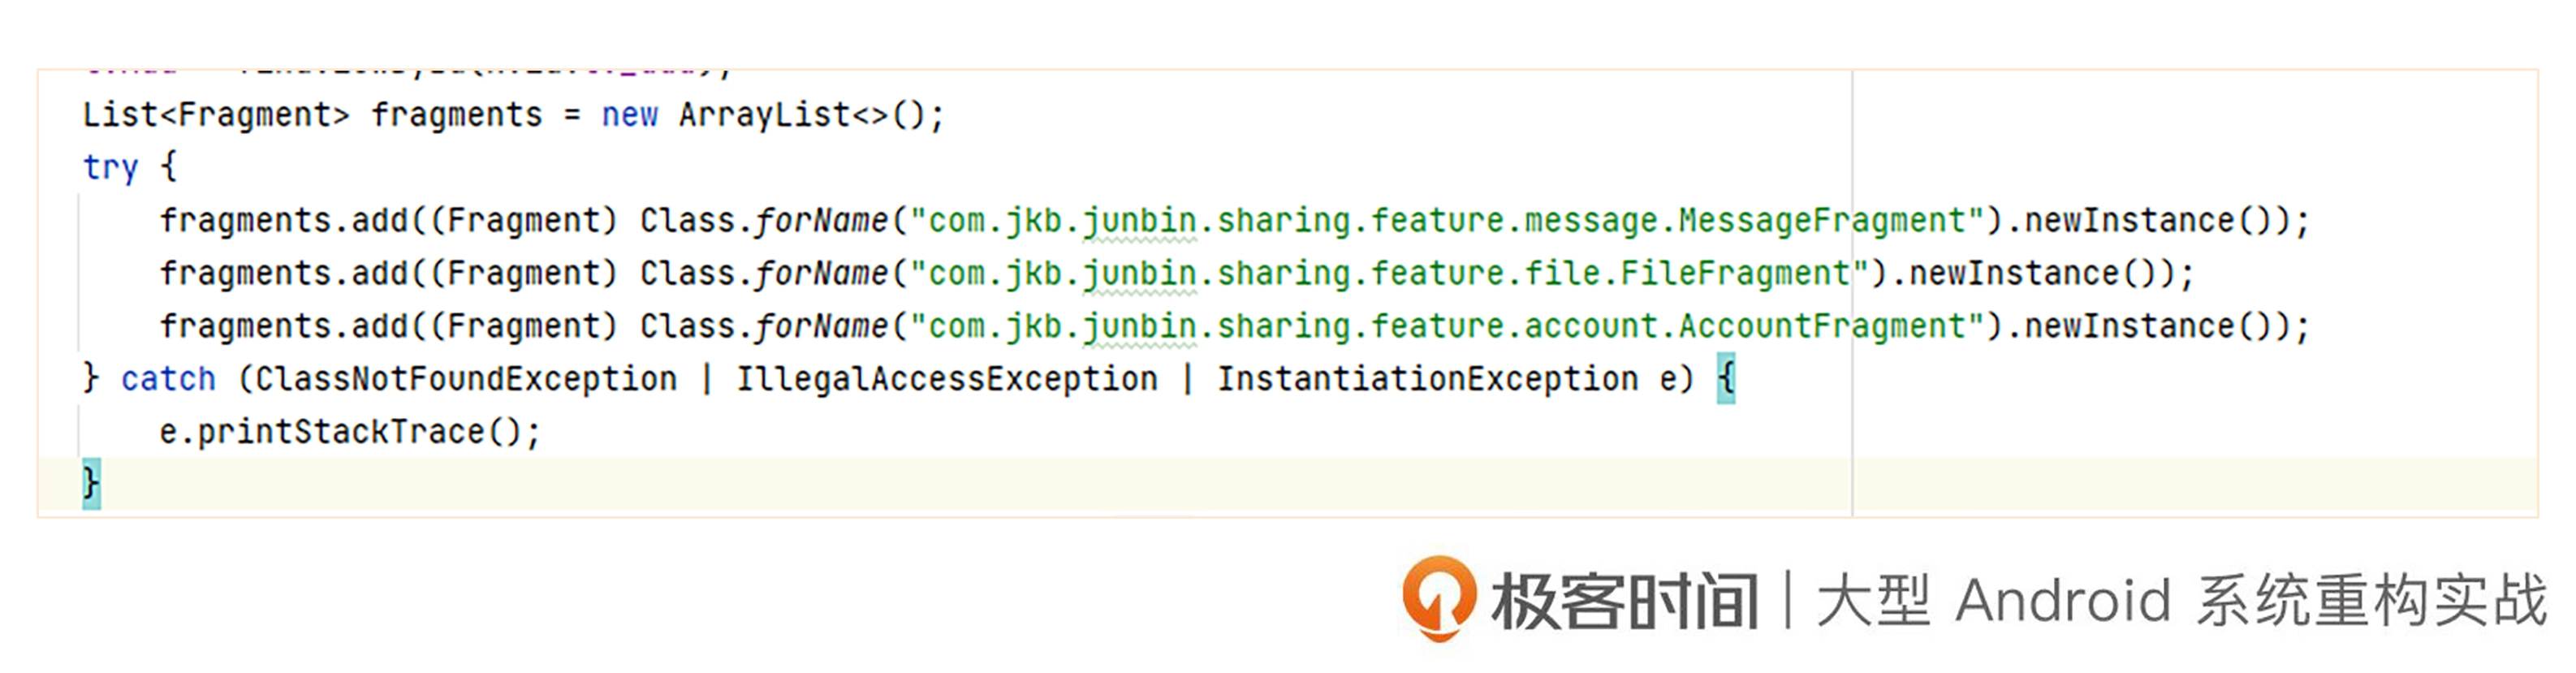 List<Fragment> fragments = new ArrayList<>();
try {
    fragments.add((Fragment) Class.forName("com.jkb.junbin.sharing.feature.message.MessageFragment").newInstance());
    fragments.add((Fragment) Class.forName("com.jkb.junbin.sharing.feature.file.FileFragment").newInstance());
    fragments.add((Fragment) Class.forName("com.jkb.junbin.sharing.feature.account.AccountFragment").newInstance());
} catch (ClassNotFoundException | IllegalAccessException | InstantiationException e) {
    e.printStackTrace();
}
极客时间 | 大型 Android 系统重构实战